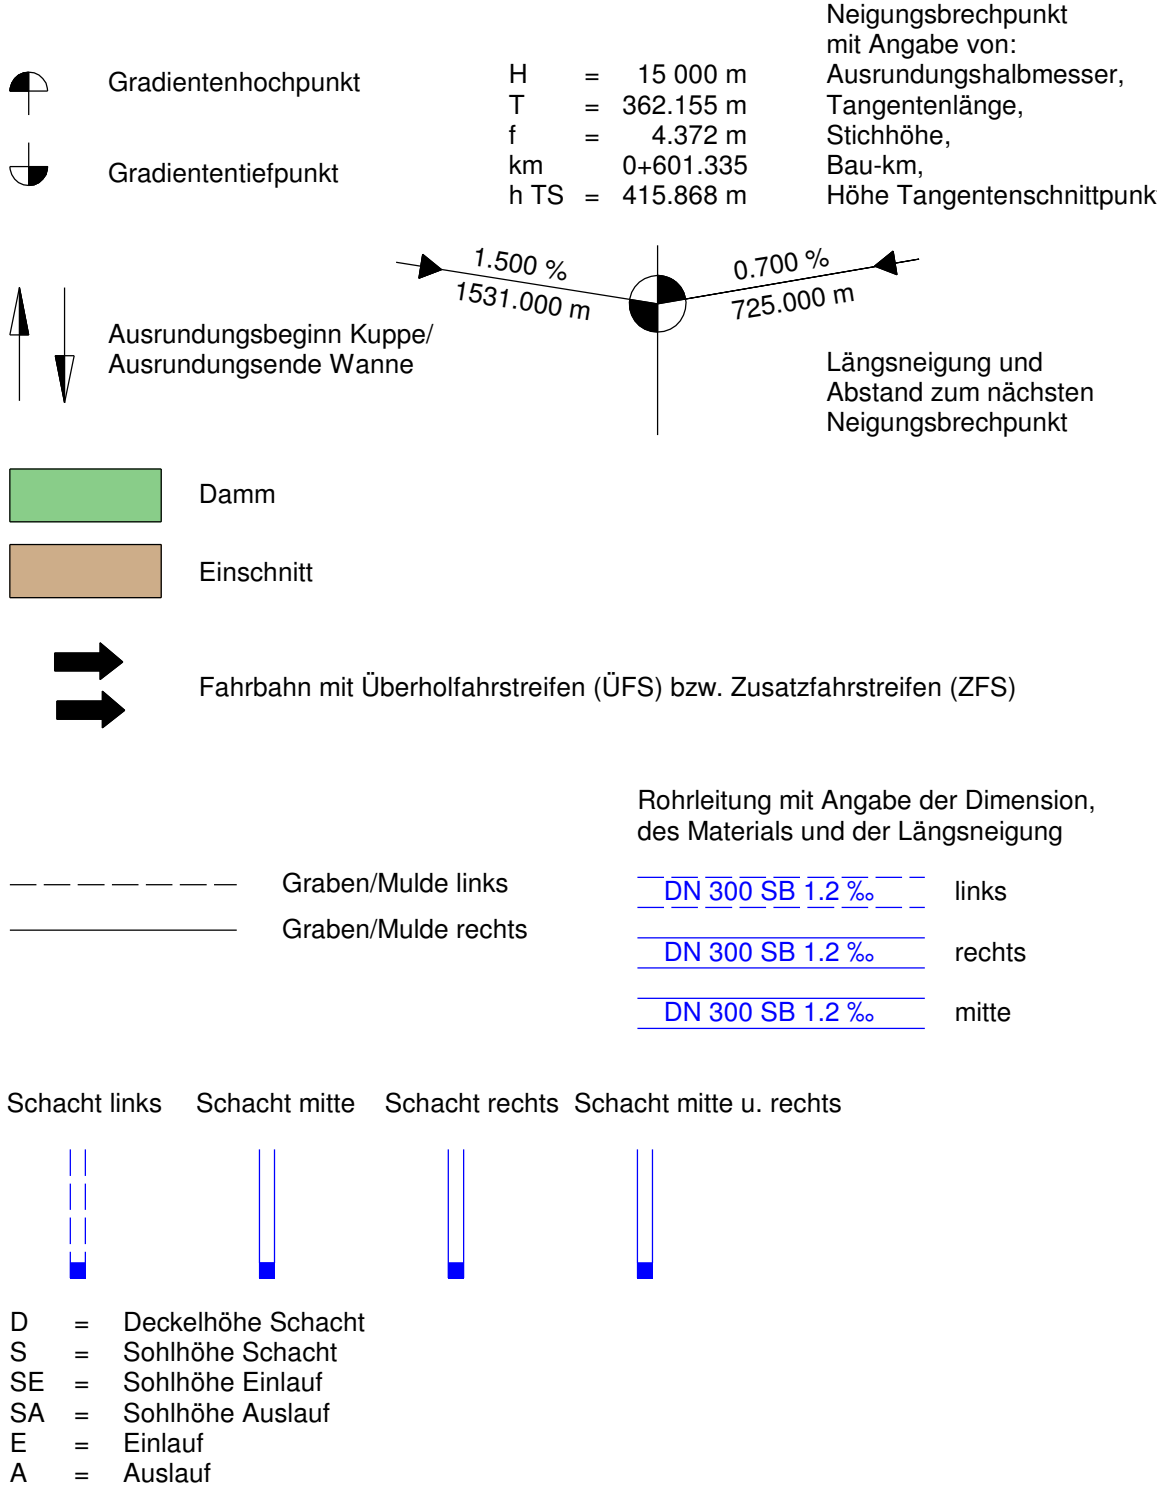 Neigungsbrechpunkt
mit Angabe von:
Gradientenhochpunkt
H = 15 000 m Ausrundungshalbmesser,
T = 362.155 m Tangentenlänge,
f = 4.372 m Stichhöhe,
Gradiententiefpunkt
km 0+601.335 Bau-km,
h TS = 415.868 m Höhe Tangentenschnittpunk
1.500 %
1531.000 m
0.700 %
725.000 m
Ausrundungsbeginn Kuppe/
Ausrundungsende Wanne
Längsneigung und
Abstand zum nächsten
Neigungsbrechpunkt
Damm
Einschnitt
Fahrbahn mit Überholfahrstreifen (ÜFS) bzw. Zusatzfahrstreifen (ZFS)
Rohrleitung mit Angabe der Dimension,
des Materials und der Längsneigung
Graben/Mulde links
Graben/Mulde rechts
DN 300 SB 1.2 ‰ links
DN 300 SB 1.2 ‰ rechts
DN 300 SB 1.2 ‰ mitte
Schacht links Schacht mitte Schacht rechts Schacht mitte u. rechts
D = Deckelhöhe Schacht
S = Sohlhöhe Schacht
SE = Sohlhöhe Einlauf
SA = Sohlhöhe Auslauf
E = Einlauf
A = Auslauf